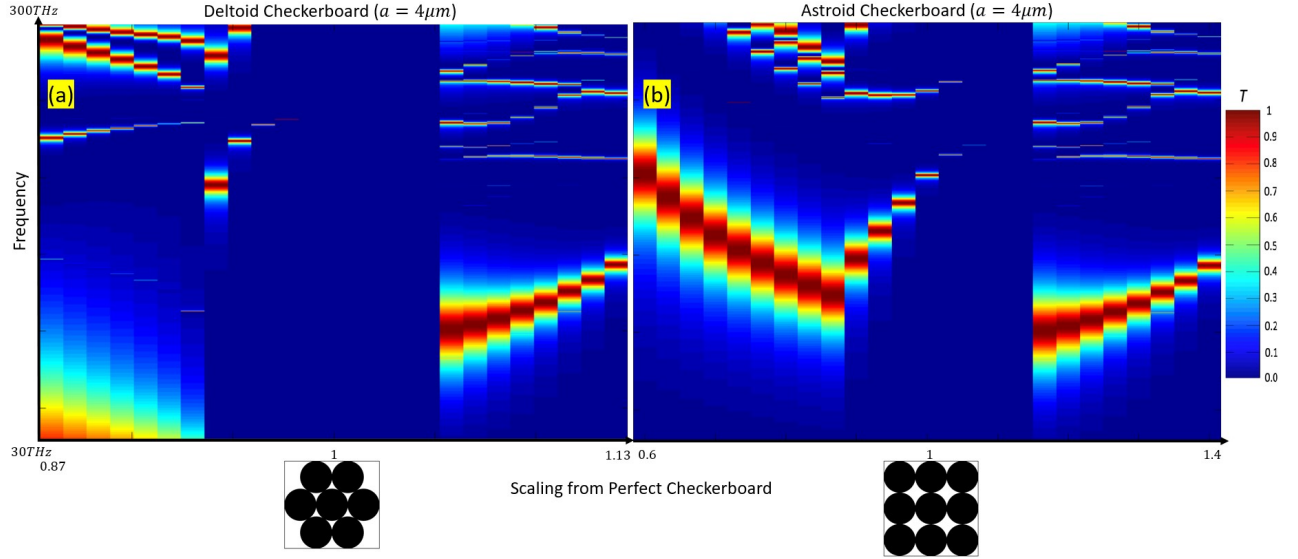 300THz
Deltoid Checkerboard (a = 4μm)
Astroid Checkerboard (a = 4μm)
(a)
(b)
T
1
0.9
0.8
0.7
0.6
0.5
0.4
0.3
0.2
0.1
0.0
Frequency
30THz
0.87
1
1.13
0.6
1
1.4
Scaling from Perfect Checkerboard